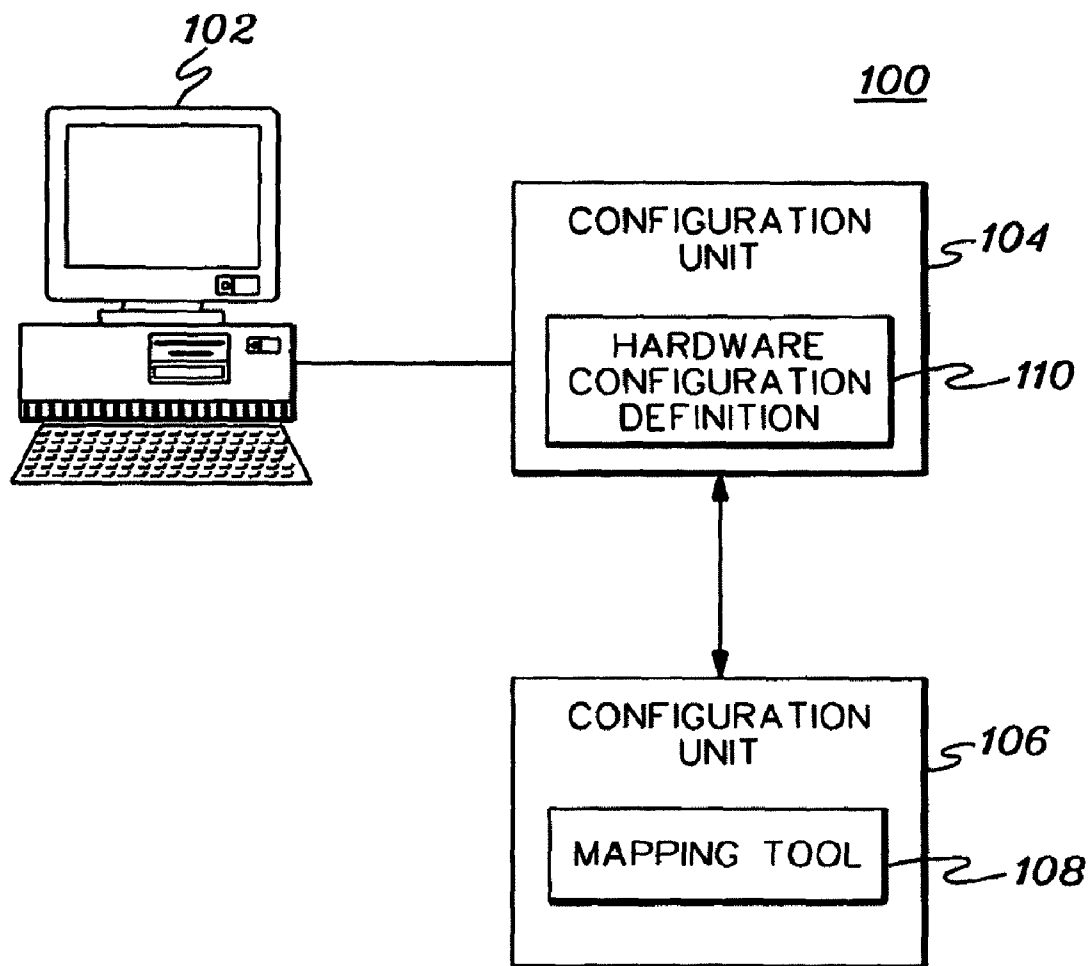 102
100
CONFIGURATION
UNIT
104
HARDWARE
CONFIGURATION
DEFINITION
110
CONFIGURATION
UNIT
106
MAPPING TOOL
108